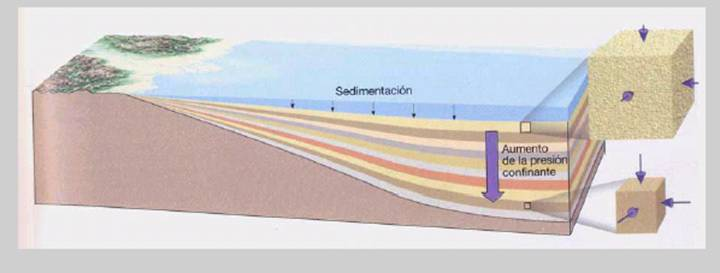 Sedimentación
Aumento
de la presión
confinante